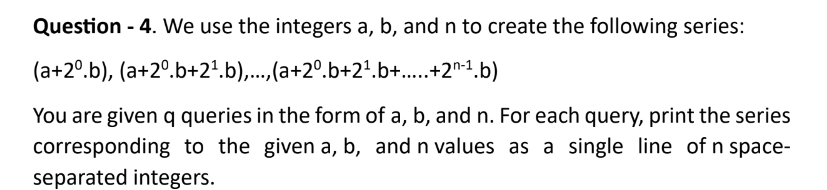 Question - 4. We use the integers a, b, and n to create the following series:
(a+2⁰.b), (a+2⁰.b+2¹.b),...,(a+2⁰.b+2¹.b+.....+2ⁿ⁻¹.b)
You are given q queries in the form of a, b, and n. For each query, print the series
corresponding to the given a, b, and n values as a single line of n space-
separated integers.